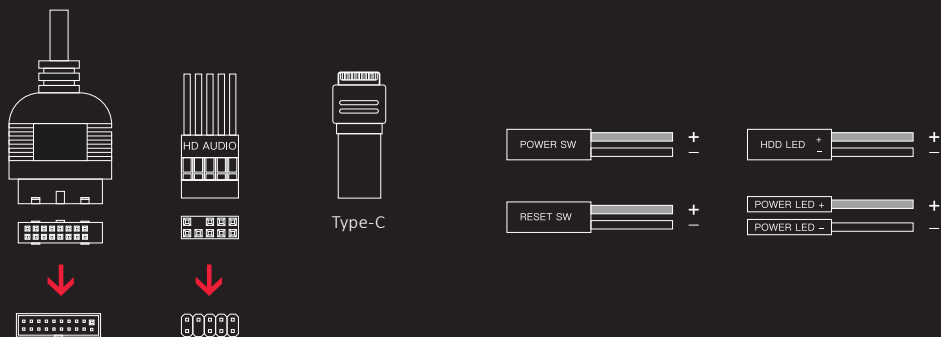 HD AUDIO
Type-C
POWER SW
+
−
RESET SW
+
−
HDD LED
+
−
+
−
POWER LED +
POWER LED −
+
−